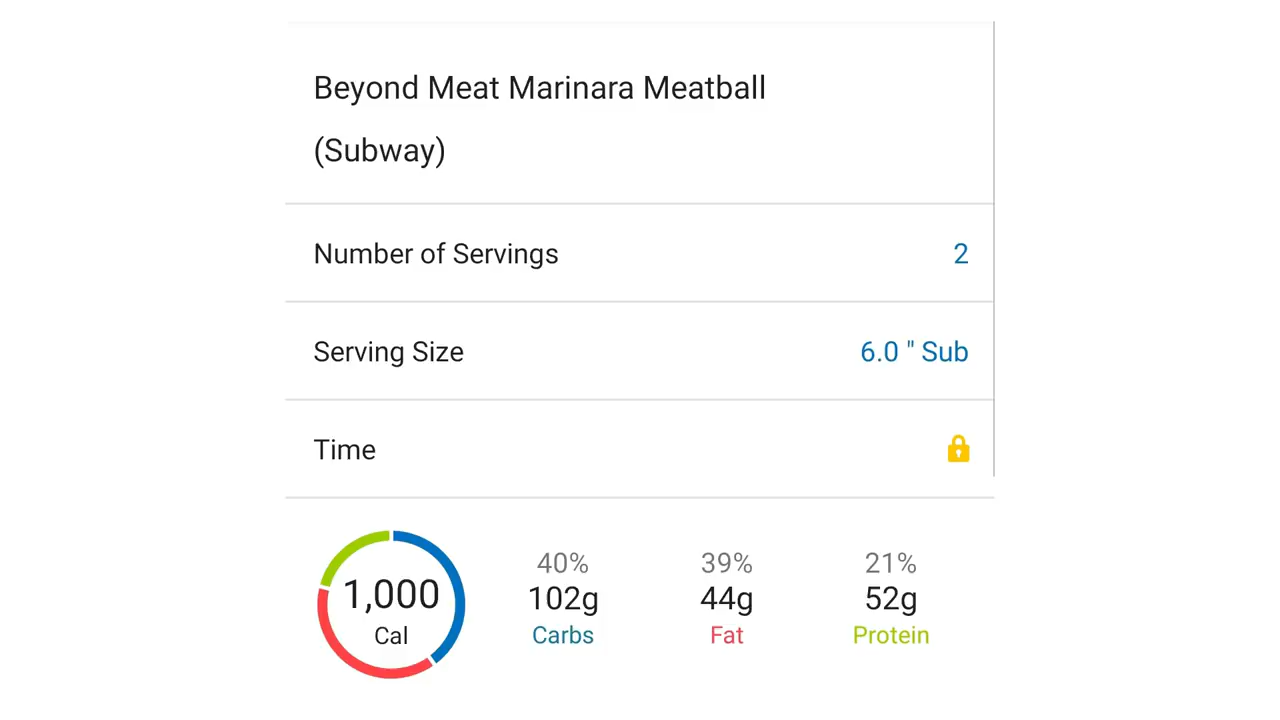 Beyond Meat Marinara Meatball
(Subway)
Number of Servings 2
Serving Size 6.0 " Sub
Time
1,000
Cal
40% 39% 21%
102g 44g 52g
Carbs Fat Protein